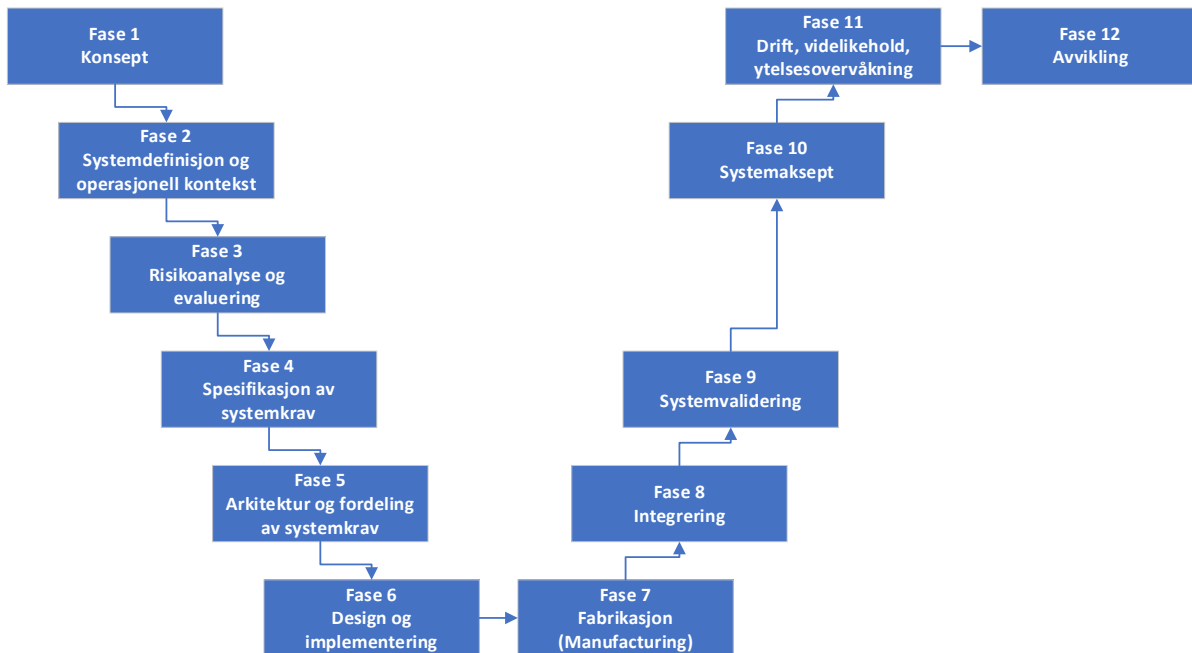 Fase 1
Konsept
Fase 2
Systemdefinisjon og
operasjonell kontekst
Fase 3
Risikoanalyse og
evaluering
Fase 4
Spesifikasjon av
systemkrav
Fase 5
Arkitektur og fordeling
av systemkrav
Fase 6
Design og
implementering
Fase 7
Fabrikasjon
(Manufacturing)
Fase 8
Integrering
Fase 9
Systemvalidering
Fase 10
Systemaksept
Fase 11
Drift, videlikehold,
ytelsesovervåkning
Fase 12
Avvikling